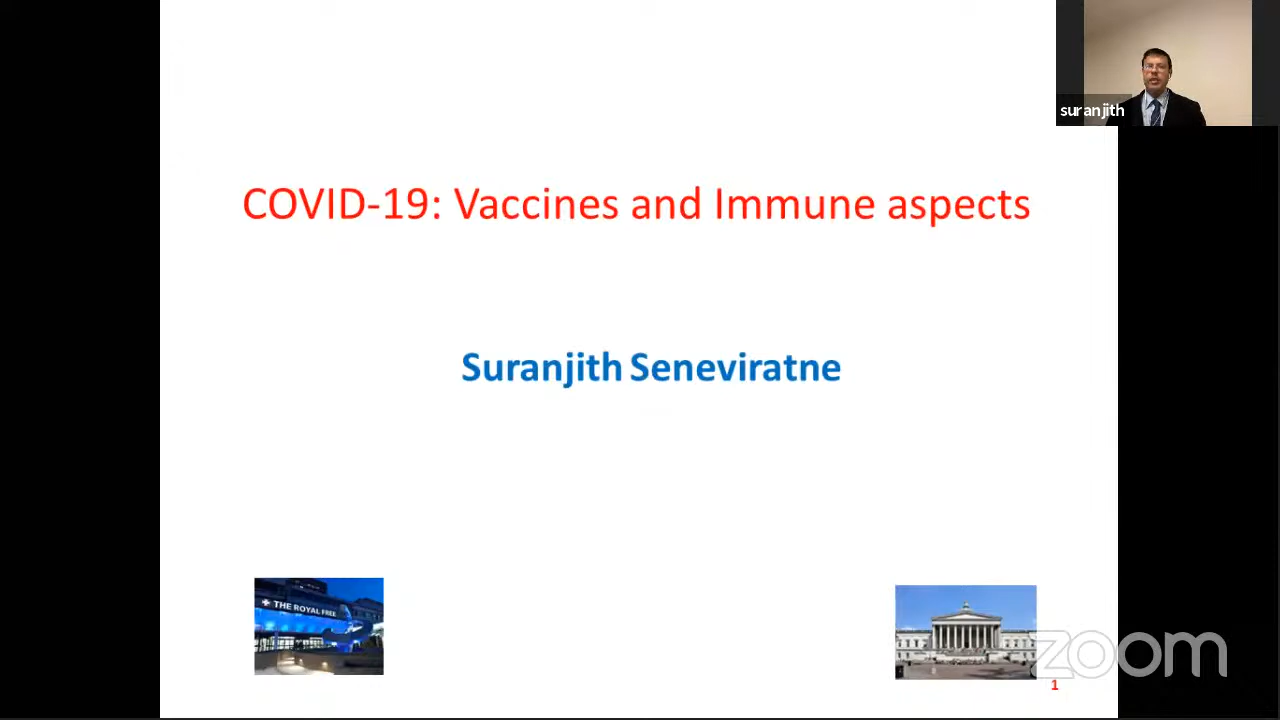 suranjith
COVID-19: Vaccines and Immune aspects
Suranjith Seneviratne
THE ROYAL FREE
zoom
1